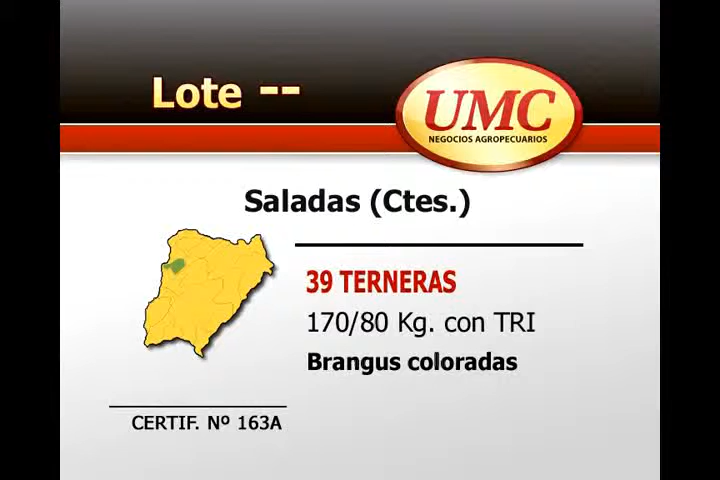 Lote --
UMC
NEGOCIOS AGROPECUARIOS
Saladas (Ctes.)
39 TERNERAS
170/80 Kg. con TRI
Brangus coloradas
CERTIF. Nº 163A